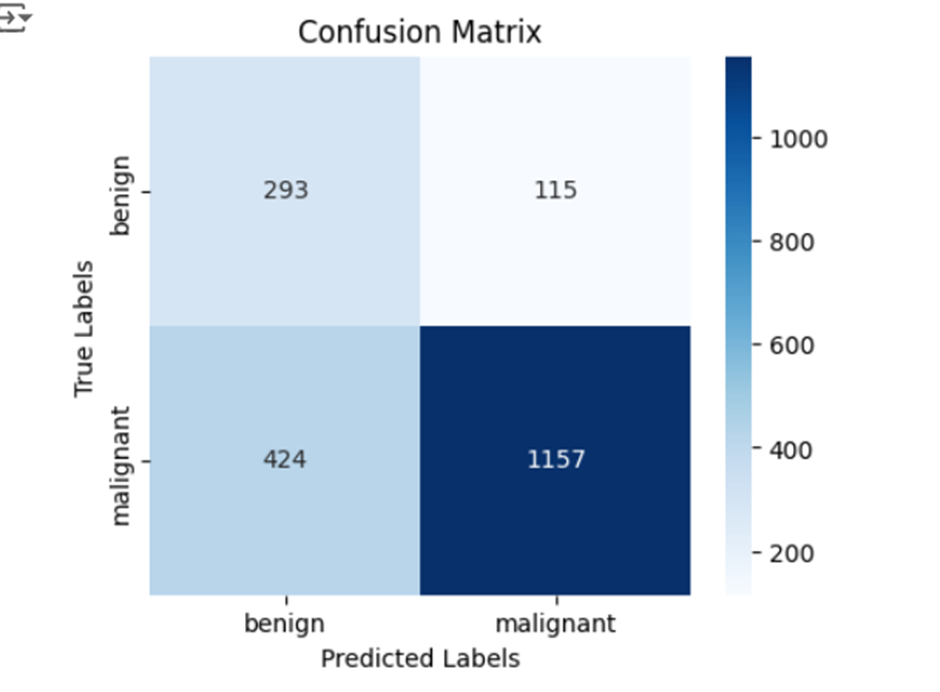 Confusion Matrix
benign
malignant
True Labels
293
115
424
1157
benign
malignant
Predicted Labels
1000
800
600
400
200